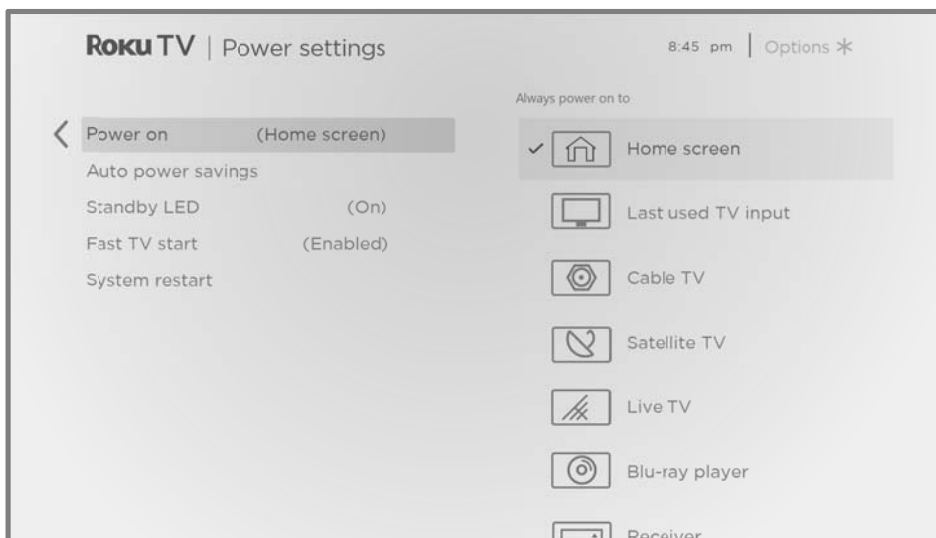 Roku TV | Power settings
8:45 pm | Options
Always power on to
Power on (Home screen)
Auto power savings
Standby LED (On)
Fast TV start (Enabled)
System restart
Home screen
Last used TV input
Cable TV
Satellite TV
Live TV
Blu-ray player
Receiver